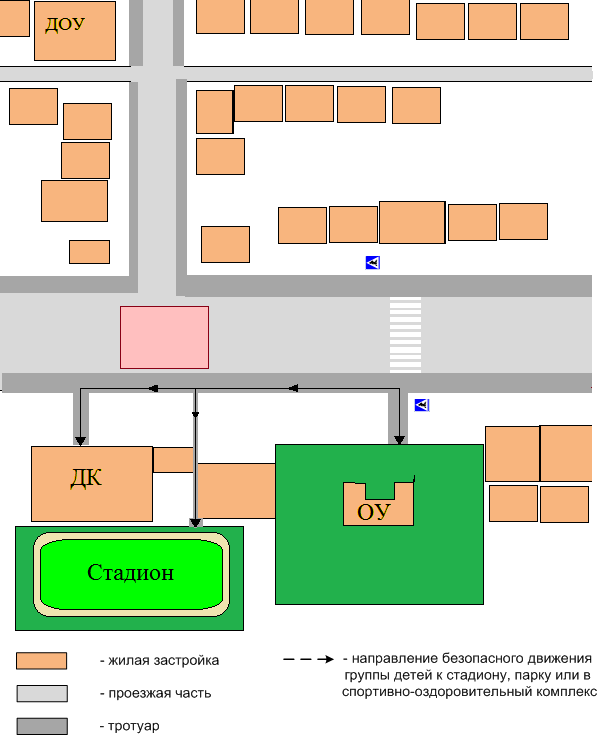 ДОУ
ДК
ОУ
Стадион
- жилая застройка
- проезжая часть
- тротуар
- направление безопасного движения
группы детей к стадиону, парку или в
спортивно-оздоровительный комплекс